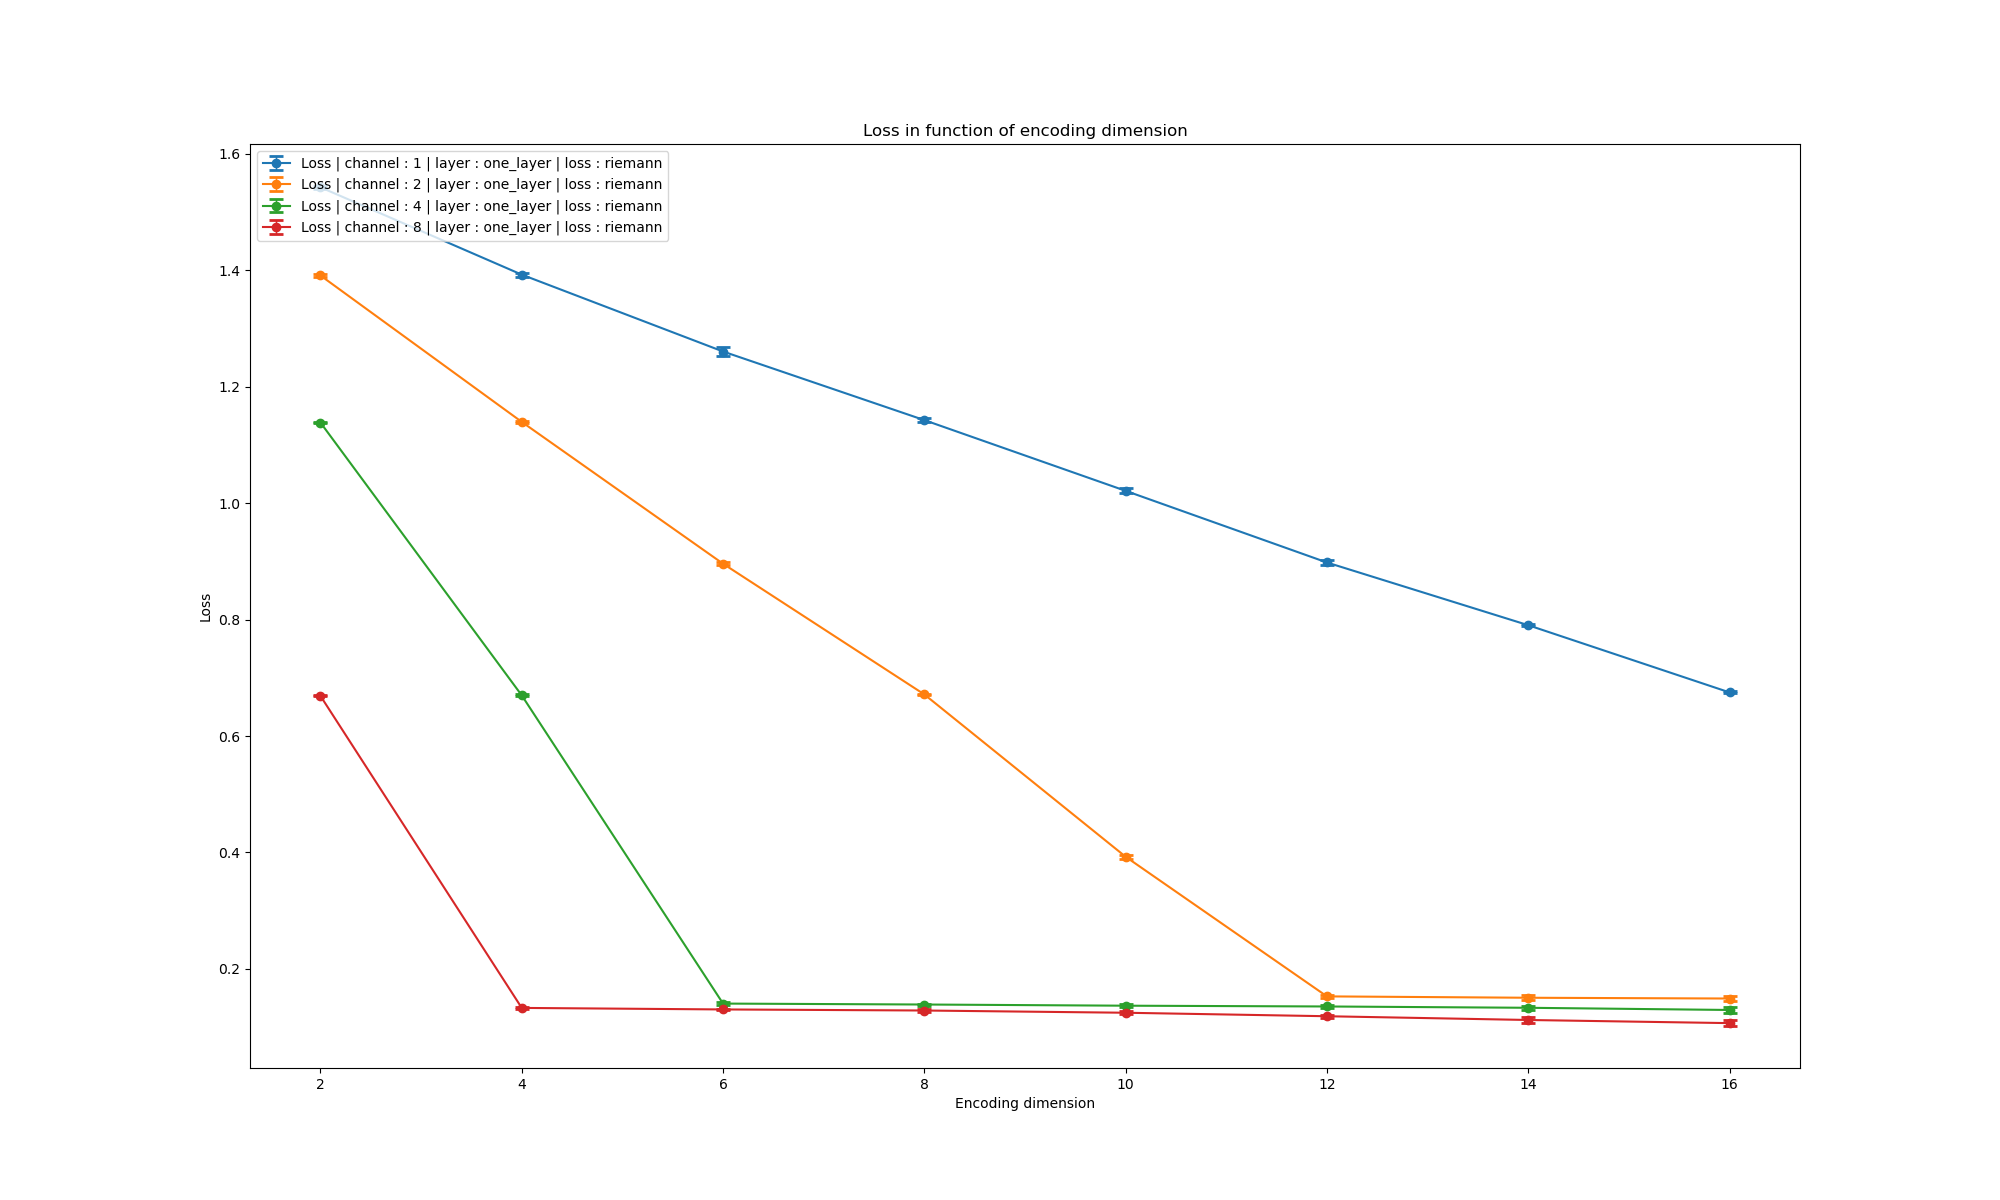 Loss in function of encoding dimension
Loss | channel : 1 | layer : one_layer | loss : riemann
Loss | channel : 2 | layer : one_layer | loss : riemann
Loss | channel : 4 | layer : one_layer | loss : riemann
Loss | channel : 8 | layer : one_layer | loss : riemann
1.6
1.4
1.2
1.0
0.8
0.6
0.4
0.2
Loss
2 4 6 8 10 12 14 16
Encoding dimension